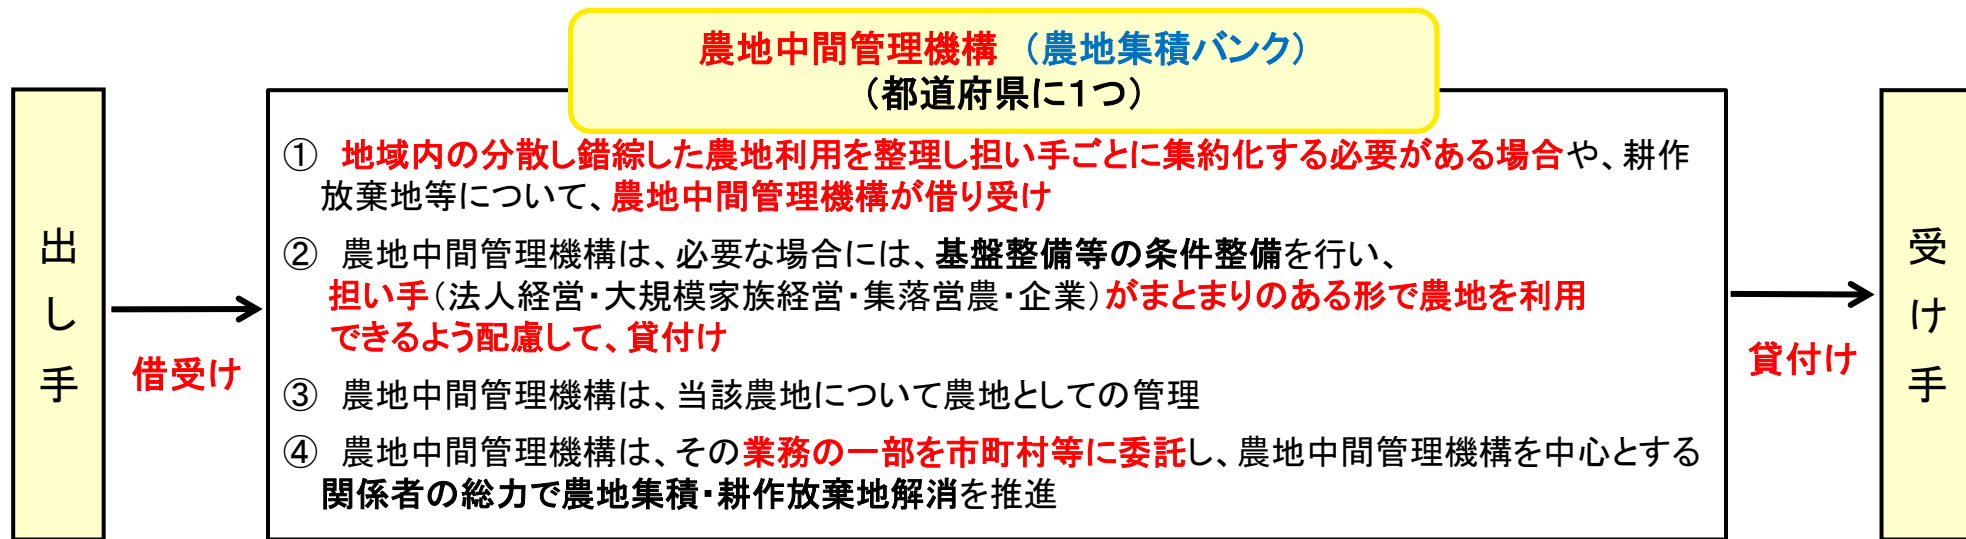 農地中間管理機構 （農地集積バンク）
（都道府県に１つ）
出し手
借受け
① 地域内の分散し錯綜した農地利用を整理し担い手ごとに集約化する必要がある場合や、耕作
放棄地等について、農地中間管理機構が借り受け
② 農地中間管理機構は、必要な場合には、基盤整備等の条件整備を行い、
担い手（法人経営・大規模家族経営・集落営農・企業）がまとまりのある形で農地を利用
できるよう配慮して、貸付け
③ 農地中間管理機構は、当該農地について農地としての管理
④ 農地中間管理機構は、その業務の一部を市町村等に委託し、農地中間管理機構を中心とする
関係者の総力で農地集積・耕作放棄地解消を推進
貸付け
受け手